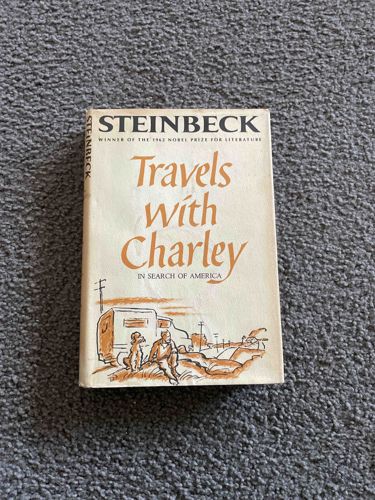 STEINBECK
WINNER OF THE 1962 NOBEL PRIZE FOR LITERATURE
Travels
with
Charley
IN SEARCH OF AMERICA
STEINBECK